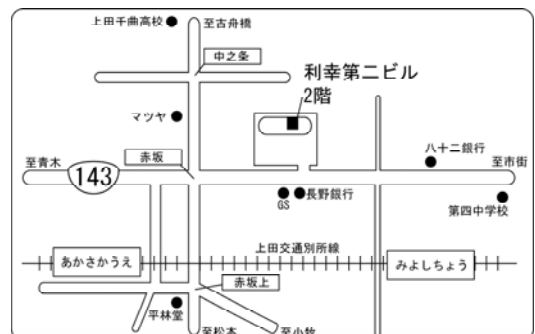 上田千曲高校
至古舟橋
中之条
利幸第二ビル
2階
マツヤ
八十二銀行
至青木
赤坂
至市街
143
GS
長野銀行
第四中学校
上田交通別所線
あかさかうえ
みよしちょう
赤坂上
平林堂
至松本
至小牧